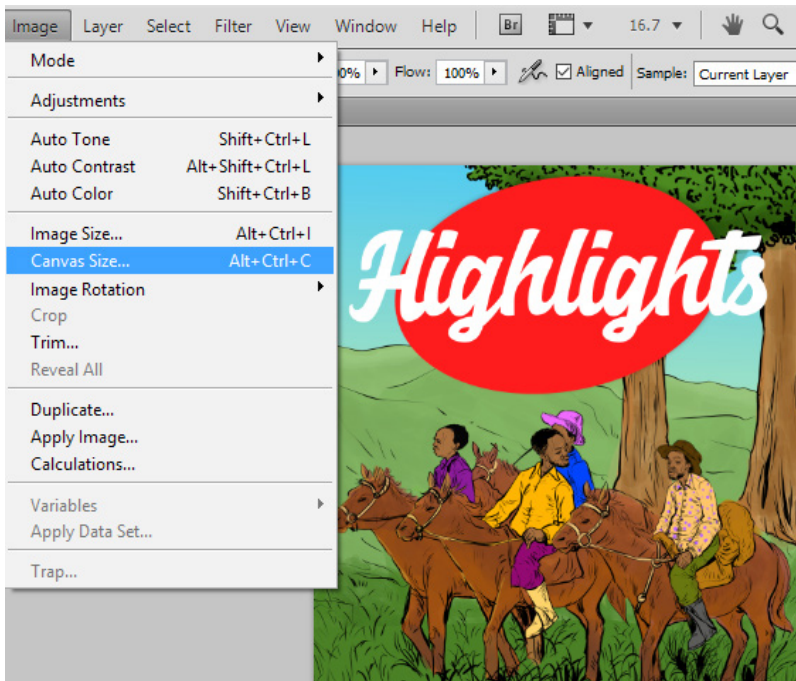 Image Layer Select Filter View Window Help Br 16.7
Mode
00% Flow: 100% Aligned Sample: Current Layer
Adjustments
Auto Tone Shift+Ctrl+L
Auto Contrast Alt+Shift+Ctrl+L
Auto Color Shift+Ctrl+B
Image Size... Alt+Ctrl+I
Canvas Size... Alt+Ctrl+C
Image Rotation
Crop
Trim...
Reveal All
Duplicate...
Apply Image...
Calculations...
Variables
Apply Data Set...
Trap...
Highlights